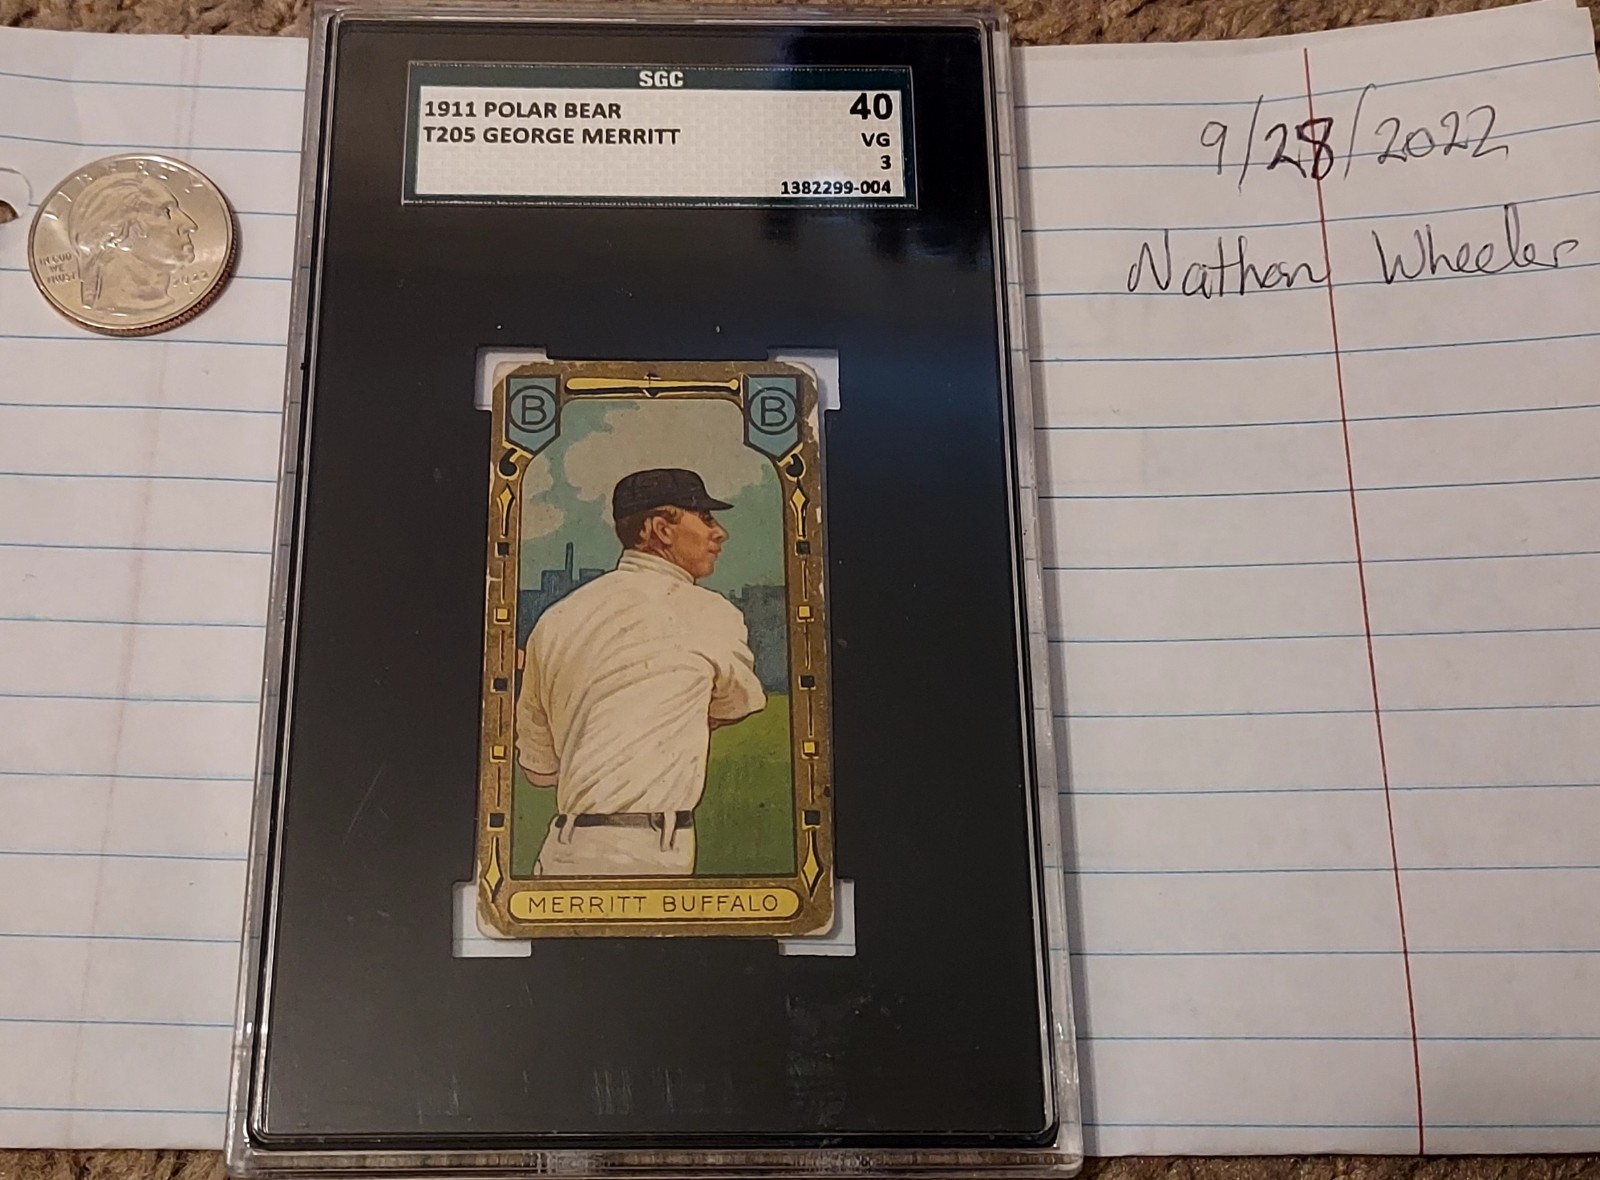 SGC
1911 POLAR BEAR
T205 GEORGE MERRITT
40
VG
3
1382299-004
LIBERTY
IN GOD
WE
TRUST
2022
9/28/2022
Nathan Wheeler
B
B
MERRITT BUFFALO